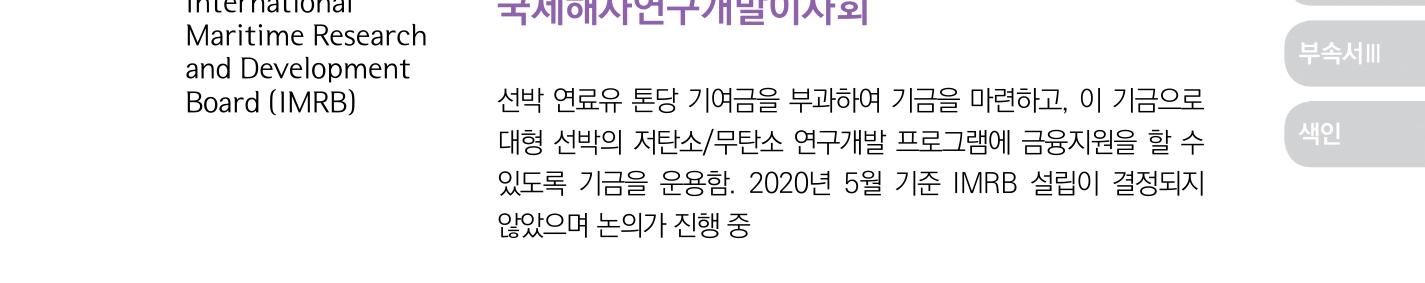 International
Maritime Research
and Development
Board (IMRB)
국제해사연구개발이사회
선박 연료유 톤당 기여금을 부과하여 기금을 마련하고, 이 기금으로
대형 선박의 저탄소/무탄소 연구개발 프로그램에 금융지원을 할 수
있도록 기금을 운용함. 2020년 5월 기준 IMRB 설립이 결정되지
않았으며 논의가 진행 중
부속서Ⅲ
색인